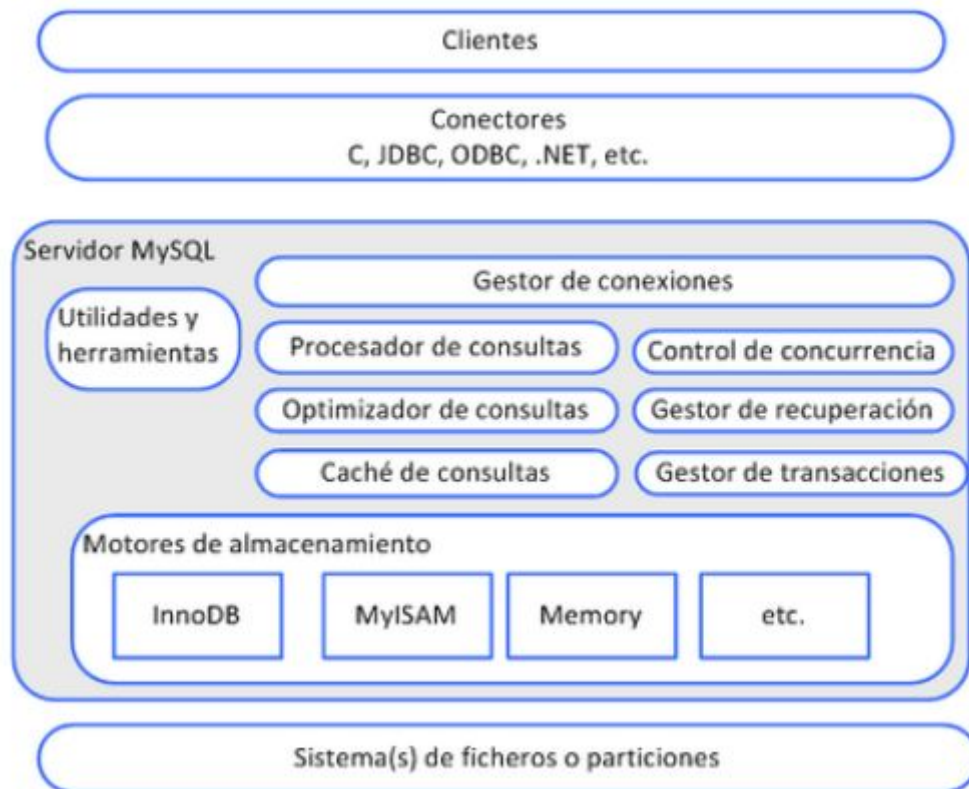 Clientes
Conectores
C, JDBC, ODBC, .NET, etc.
Servidor MySQL
Gestor de conexiones
Utilidades y
herramientas
Procesador de consultas
Control de concurrencia
Optimizador de consultas
Gestor de recuperación
Caché de consultas
Gestor de transacciones
Motores de almacenamiento
InnoDB
MyISAM
Memory
etc.
Sistema(s) de ficheros o particiones